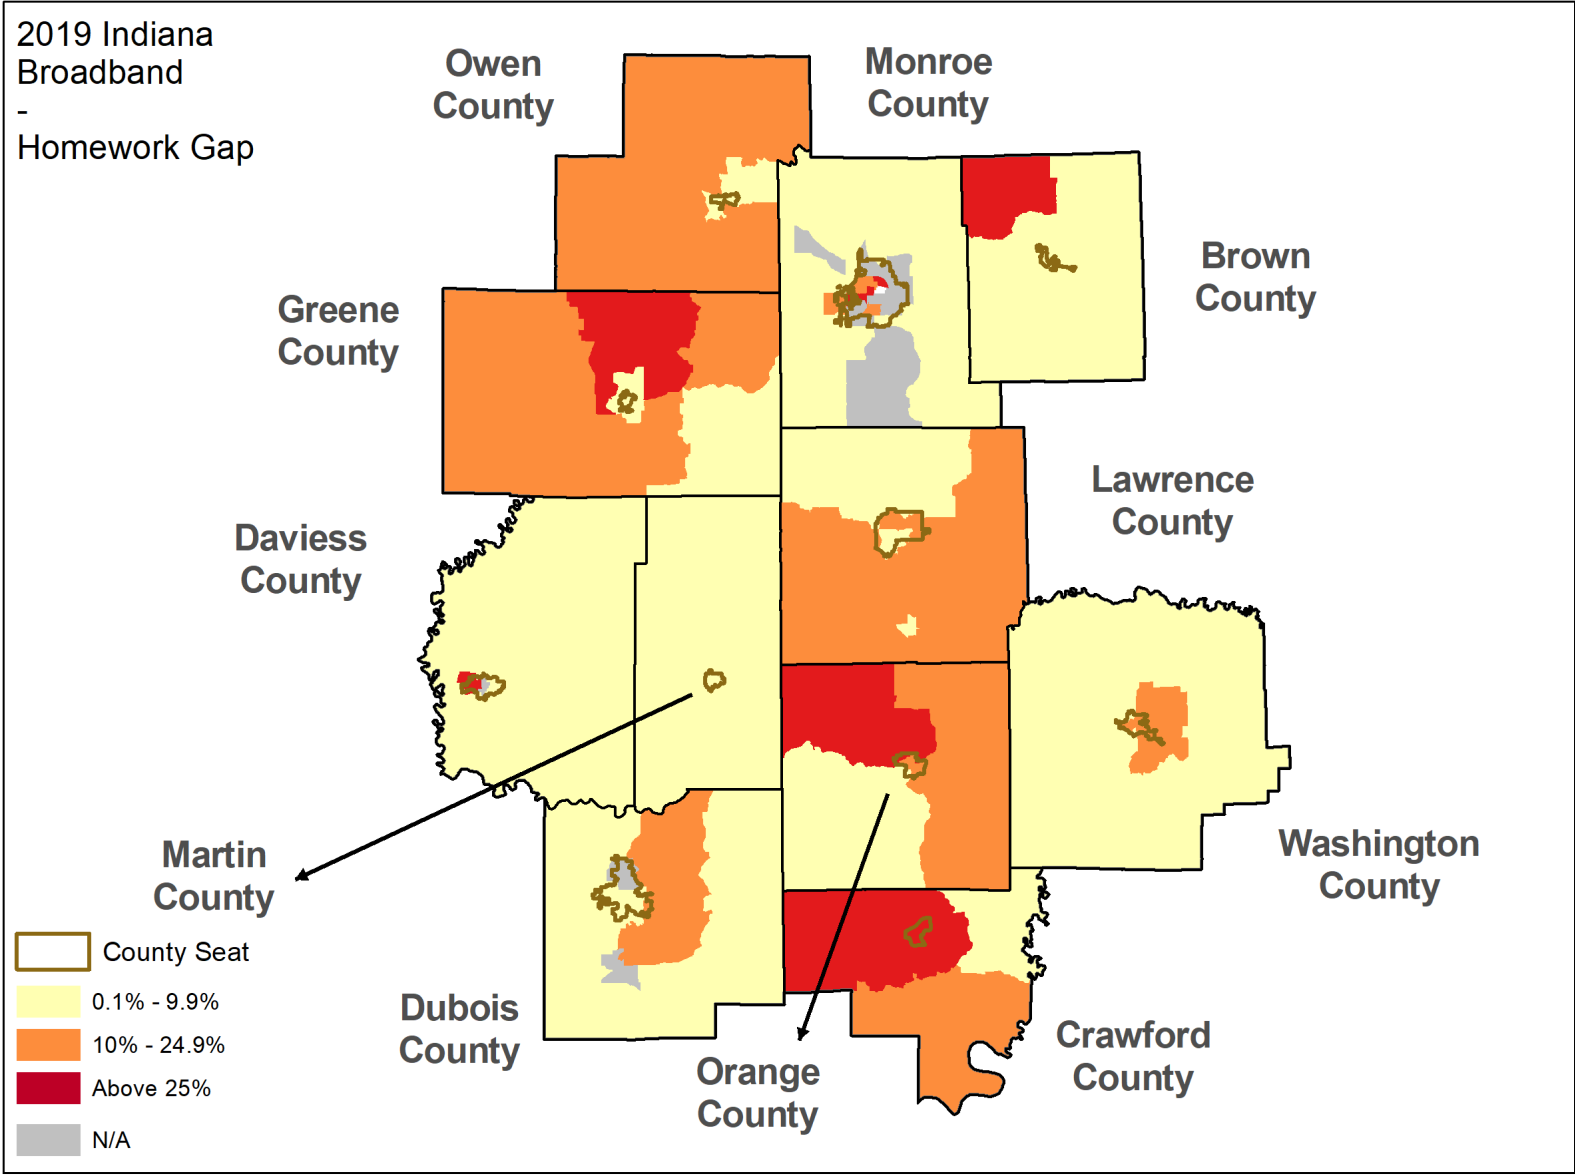 2019 Indiana
Broadband
-
Homework Gap
Owen
County
Monroe
County
Brown
County
Greene
County
Lawrence
County
Daviess
County
Martin
County
Washington
County
Dubois
County
Orange
County
Crawford
County
County Seat
0.1% - 9.9%
10% - 24.9%
Above 25%
N/A